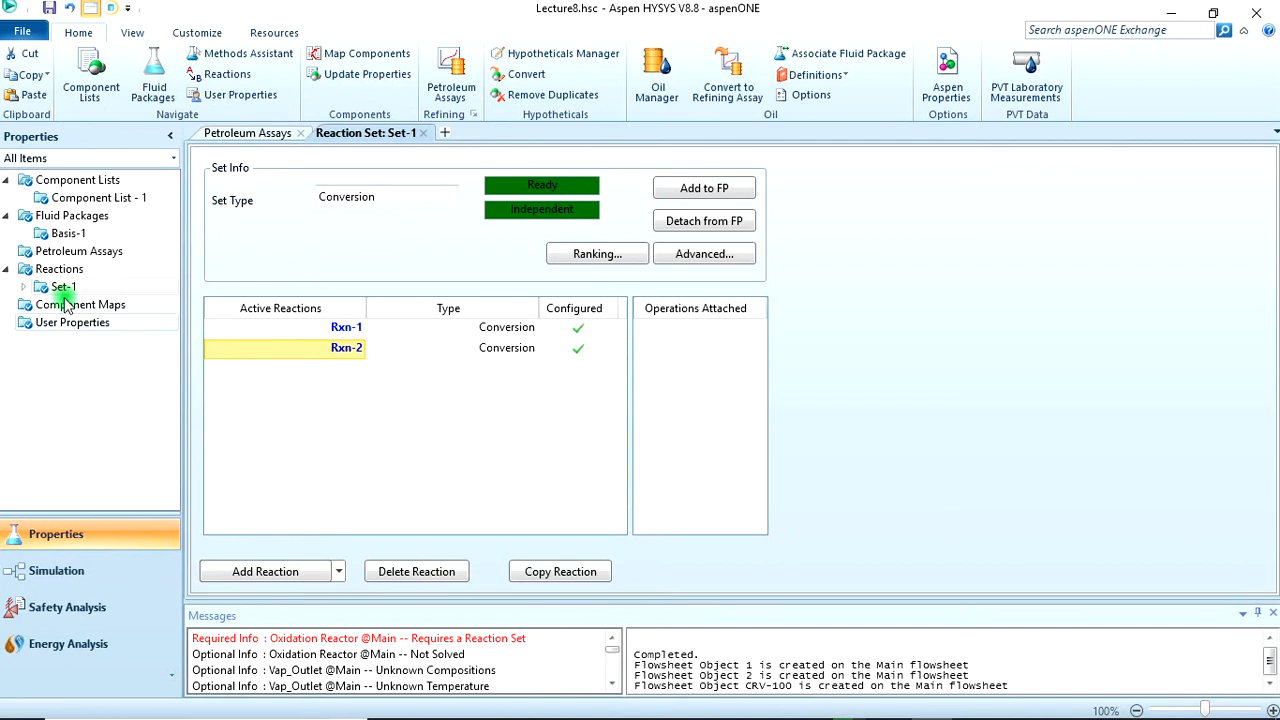 Lecture8.hsc - Aspen HYSYS V8.8 - aspenONE
File Home View Customize Resources
Search aspenONE Exchange
Cut
Copy
Paste
Clipboard
Component Lists
Fluid Packages
Methods Assistant
Reactions
User Properties
Navigate
Map Components
Update Properties
Components
Petroleum Assays
Refining
Hypotheticals Manager
Convert
Remove Duplicates
Hypotheticals
Oil Manager
Convert to Refining Assay
Associate Fluid Package
Definitions
Options
Oil
Aspen Properties
Options
PVT Laboratory Measurements
PVT Data
Properties
All Items
Component Lists
Component List - 1
Fluid Packages
Basis-1
Petroleum Assays
Reactions
Set-1
Component Maps
User Properties
Properties
Simulation
Safety Analysis
Energy Analysis
Petroleum Assays Reaction Set: Set-1
Set Info
Set Type Conversion
Ready
Independent
Add to FP
Detach from FP
Ranking... Advanced...
Active Reactions Type Configured Operations Attached
Rxn-1 Conversion
Rxn-2 Conversion
Add Reaction Delete Reaction Copy Reaction
Messages
Required Info : Oxidation Reactor @Main -- Requires a Reaction Set
Optional Info : Oxidation Reactor @Main -- Not Solved
Optional Info : Vap_Outlet @Main -- Unknown Compositions
Optional Info : Vap_Outlet @Main -- Unknown Temperature
Completed.
Flowsheet Object 1 is created on the Main flowsheet
Flowsheet Object 2 is created on the Main flowsheet
Flowsheet Object CRV-100 is created on the Main flowsheet
100%